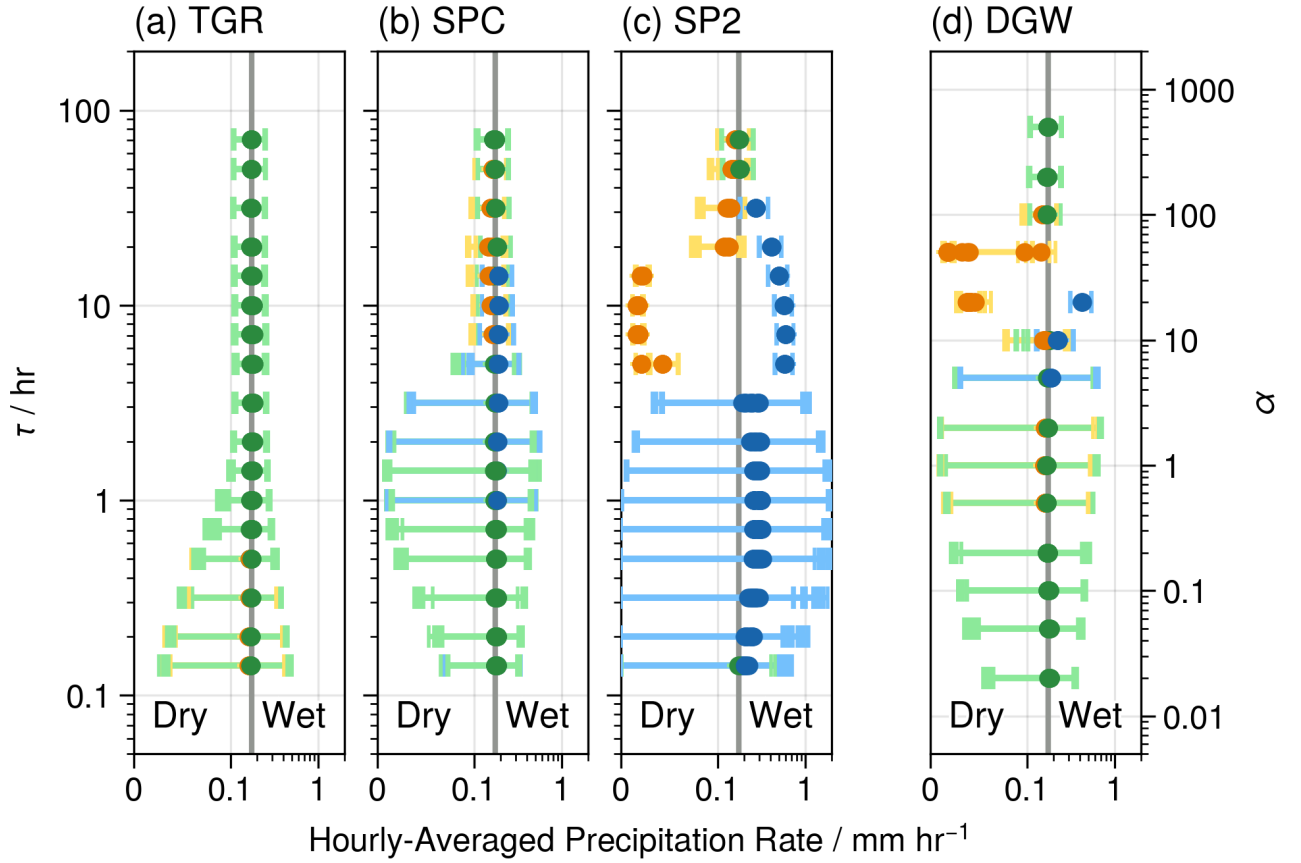 (a) TGR (b) SPC (c) SP2 (d) DGW
100
10
1
0.1
τ / hr
1000
100
10
1
0.1
0.01
α
Dry Wet Dry Wet Dry Wet Dry Wet
0 0.1 1 0 0.1 1 0 0.1 1 0 0.1 1
Hourly-Averaged Precipitation Rate / mm hr⁻¹